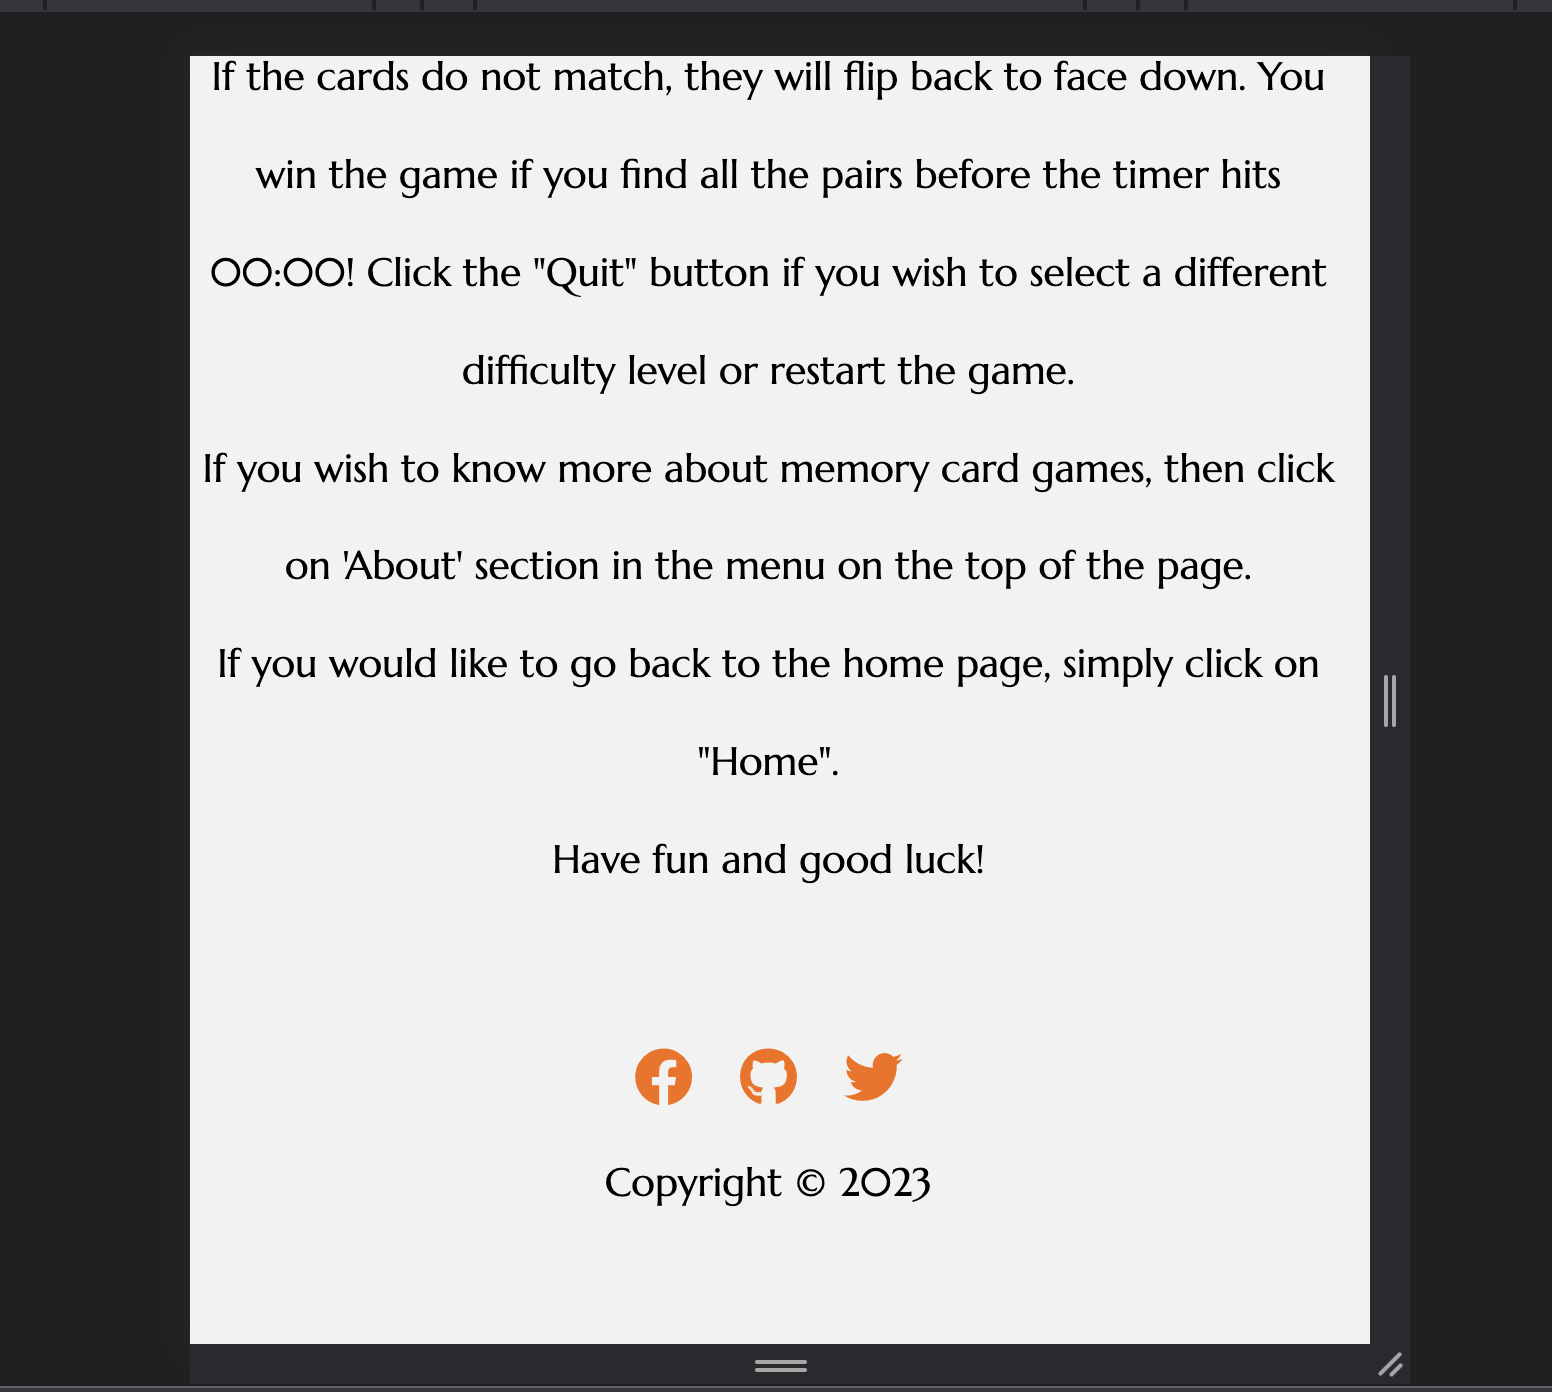 If the cards do not match, they will flip back to face down. You
win the game if you find all the pairs before the timer hits
00:00! Click the "Quit" button if you wish to select a different
difficulty level or restart the game.
If you wish to know more about memory card games, then click
on 'About' section in the menu on the top of the page.
If you would like to go back to the home page, simply click on
"Home".
Have fun and good luck!
Copyright © 2023